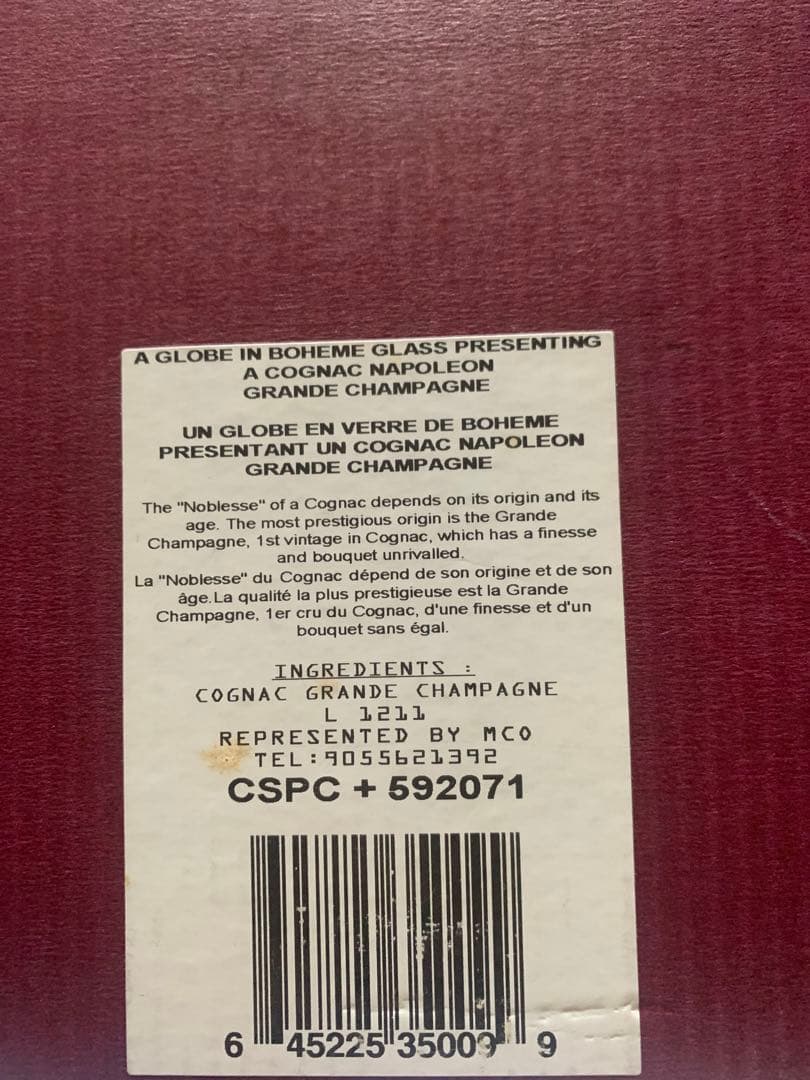 A GLOBE IN BOHEME GLASS PRESENTING
A COGNAC NAPOLEON
GRANDE CHAMPAGNE
UN GLOBE EN VERRE DE BOHEME
PRESENTANT UN COGNAC NAPOLEON
GRANDE CHAMPAGNE
The "Noblesse" of a Cognac depends on its origin and its
age. The most prestigious origin is the Grande
Champagne, 1st vintage in Cognac, which has a finesse
and bouquet unrivalled.
La "Noblesse" du Cognac dépend de son origine et de son
âge.La qualité la plus prestigieuse est la Grande
Champagne, 1er cru du Cognac, d'une finesse et d'un
bouquet sans égal.
INGREDIENTS :
COGNAC GRANDE CHAMPAGNE
L 1211
REPRESENTED BY MCO
TEL:9055621392
CSPC + 592071
6 45225 35009 9